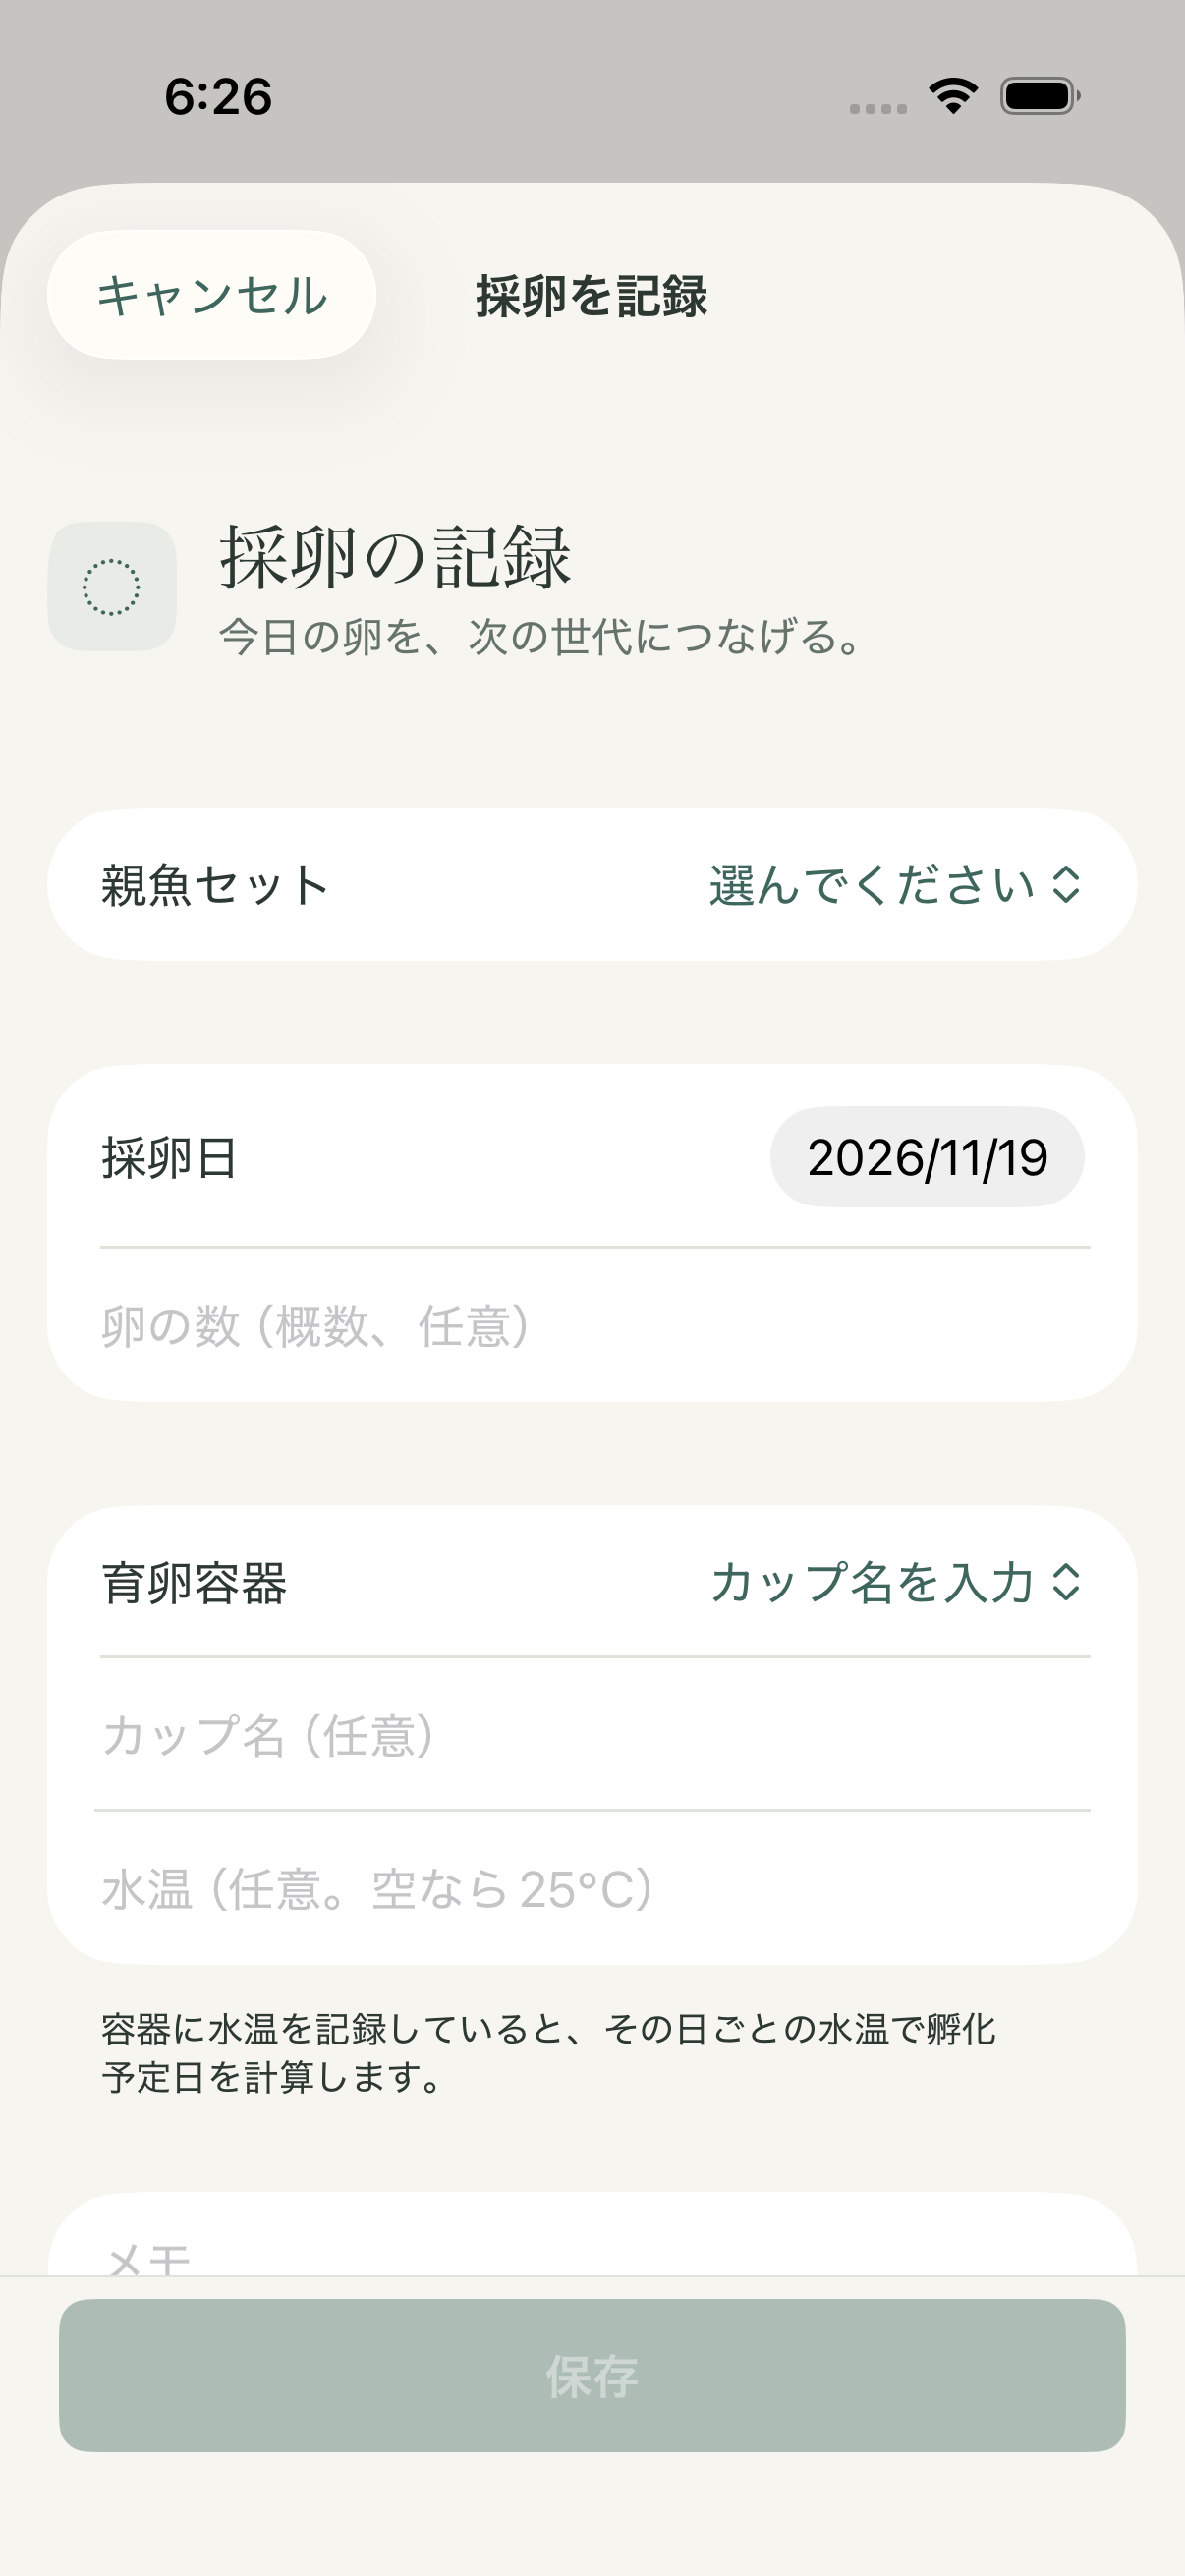 6:26
キャンセル
採卵を記録
採卵の記録
今日の卵を、次の世代につなげる。
親魚セット
選んでください
採卵日
2026/11/19
卵の数（概数、任意）
育卵容器
カップ名を入力
カップ名（任意）
水温（任意。空なら 25°C）
容器に水温を記録していると、その日ごとの水温で孵化
予定日を計算します。
メモ
保存